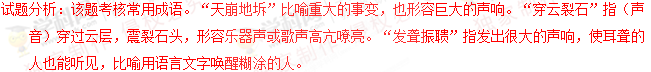 试题分析：该题考核常用成语。“天崩地坼”比喻重大的事变，也形容巨大的声响。“穿云裂石”指（声
音）穿过云层，震裂石头，形容乐器声或歌声高亢嘹亮。“发聋振聩”指发出很大的声响，使耳聋的
人也能听见，比喻用语言文字唤醒糊涂的人。